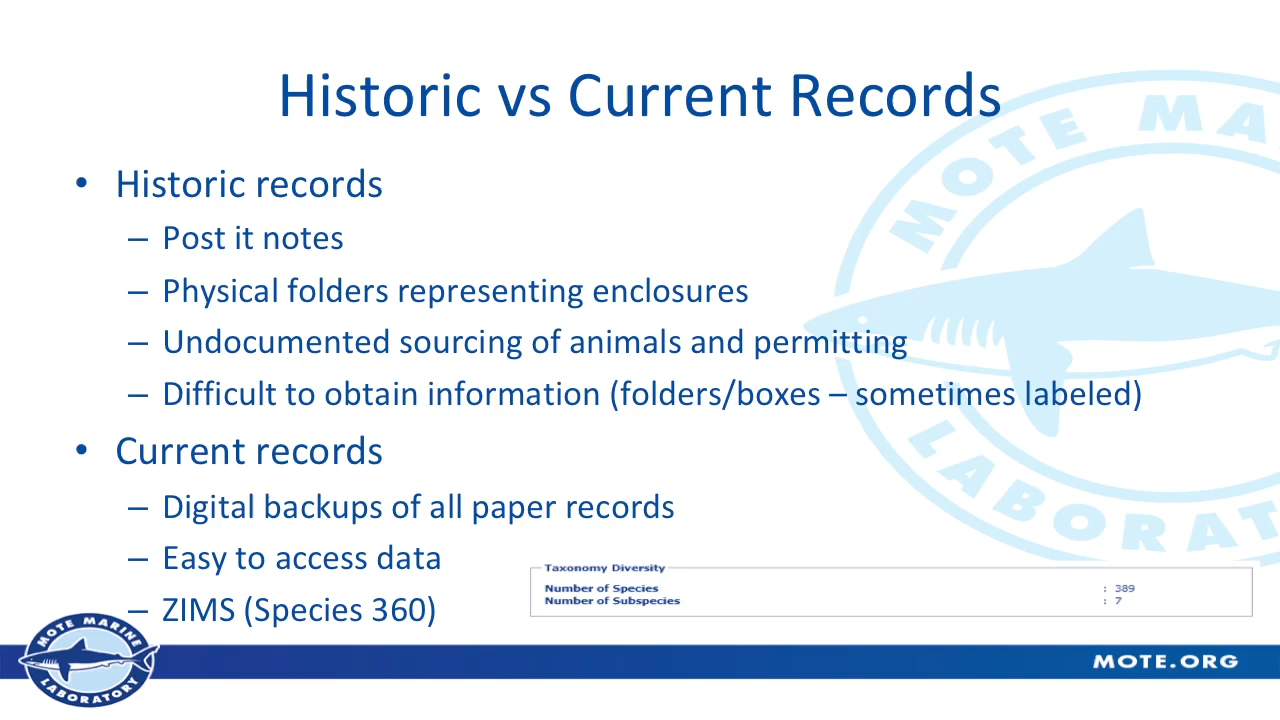 Historic vs Current Records
• Historic records
– Post it notes
– Physical folders representing enclosures
– Undocumented sourcing of animals and permitting
– Difficult to obtain information (folders/boxes – sometimes labeled)
• Current records
– Digital backups of all paper records
– Easy to access data
– ZIMS (Species 360)
Taxonomy Diversity
Number of Species : 389
Number of Subspecies : 7
MOTE MARINE
LABORATORY
MOTE.ORG
MOTE MA
LABORAT